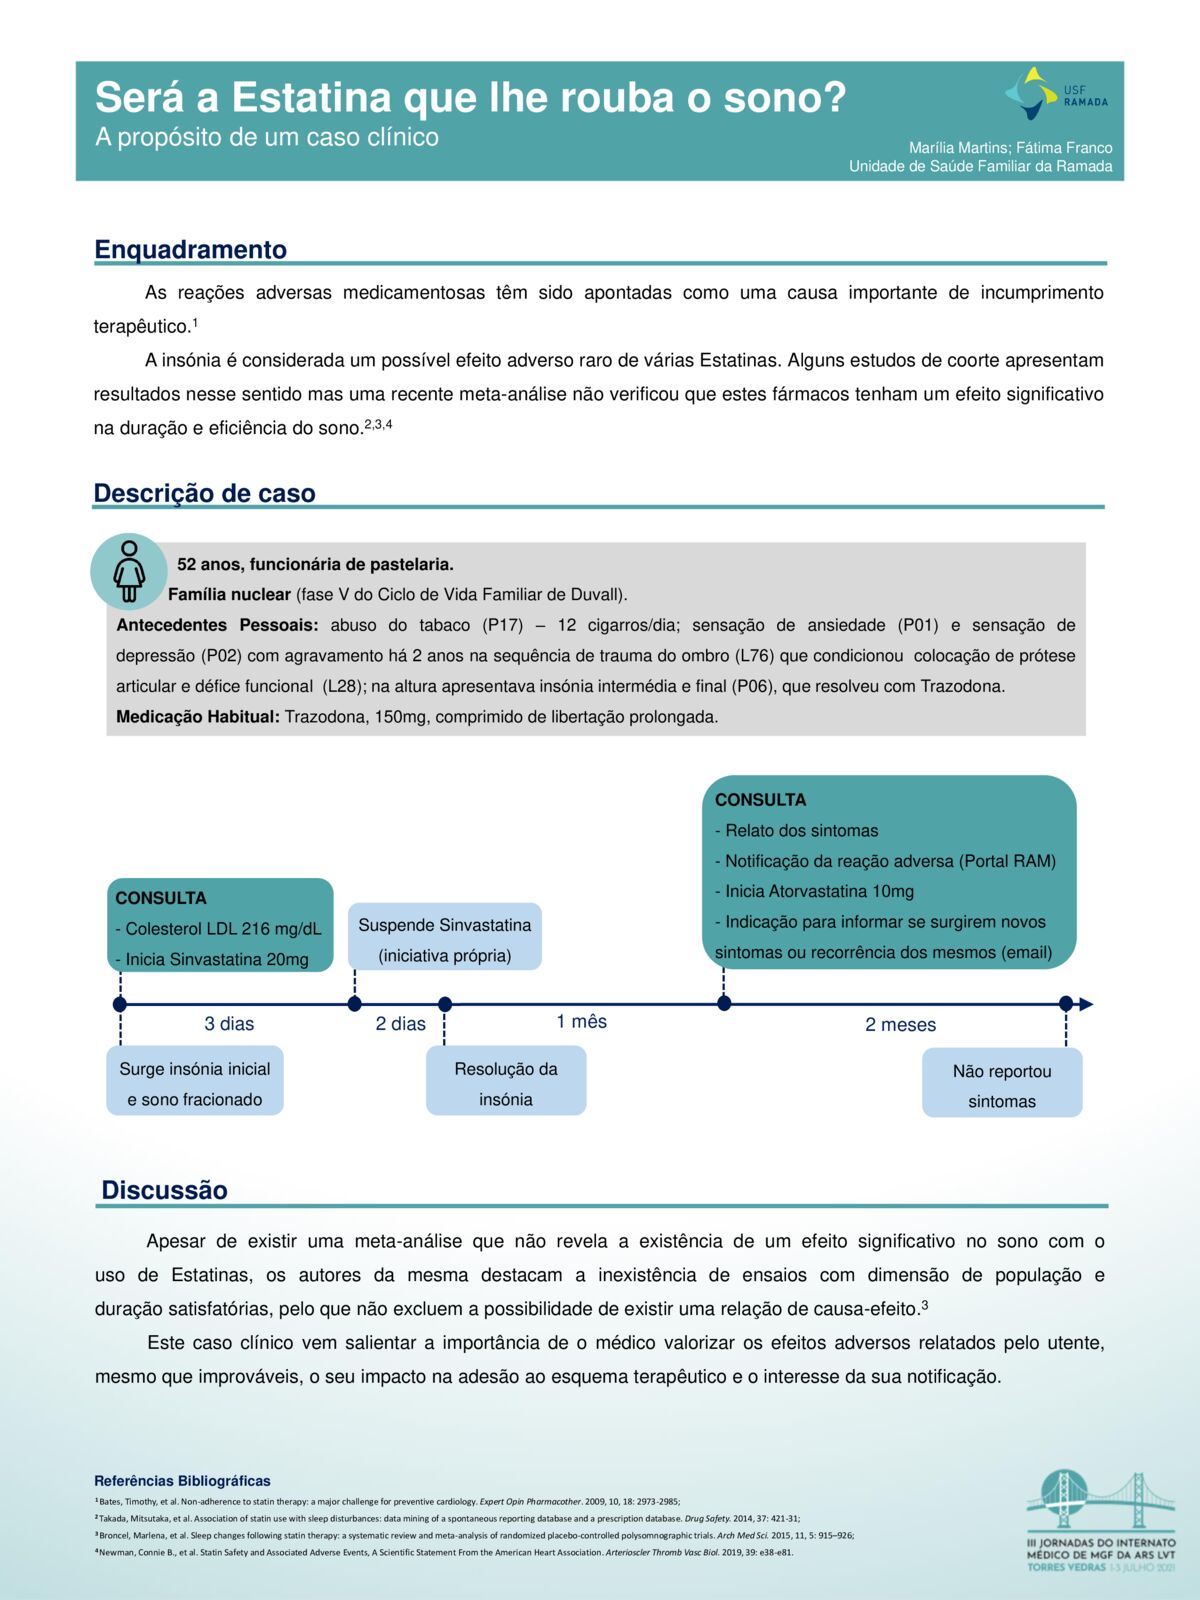 Será a Estatina que lhe rouba o sono?
A propósito de um caso clínico
USF
RAMADA
Marília Martins; Fátima Franco
Unidade de Saúde Familiar da Ramada
Enquadramento
As reações adversas medicamentosas têm sido apontadas como uma causa importante de incumprimento
terapêutico.1
A insónia é considerada um possível efeito adverso raro de várias Estatinas. Alguns estudos de coorte apresentam
resultados nesse sentido mas uma recente meta-análise não verificou que estes fármacos tenham um efeito significativo
na duração e eficiência do sono.2,3,4
Descrição de caso
52 anos, funcionária de pastelaria.
Família nuclear (fase V do Ciclo de Vida Familiar de Duvall).
Antecedentes Pessoais: abuso do tabaco (P17) – 12 cigarros/dia; sensação de ansiedade (P01) e sensação de
depressão (P02) com agravamento há 2 anos na sequência de trauma do ombro (L76) que condicionou colocação de prótese
articular e défice funcional (L28); na altura apresentava insónia intermédia e final (P06), que resolveu com Trazodona.
Medicação Habitual: Trazodona, 150mg, comprimido de libertação prolongada.
CONSULTA
- Colesterol LDL 216 mg/dL
- Inicia Sinvastatina 20mg
Suspende Sinvastatina
(iniciativa própria)
CONSULTA
- Relato dos sintomas
- Notificação da reação adversa (Portal RAM)
- Inicia Atorvastatina 10mg
- Indicação para informar se surgirem novos
sintomas ou recorrência dos mesmos (email)
3 dias
2 dias
1 mês
2 meses
Surge insónia inicial
e sono fracionado
Resolução da
insónia
Não reportou
sintomas
Discussão
Apesar de existir uma meta-análise que não revela a existência de um efeito significativo no sono com o
uso de Estatinas, os autores da mesma destacam a inexistência de ensaios com dimensão de população e
duração satisfatórias, pelo que não excluem a possibilidade de existir uma relação de causa-efeito.3
Este caso clínico vem salientar a importância de o médico valorizar os efeitos adversos relatados pelo utente,
mesmo que improváveis, o seu impacto na adesão ao esquema terapêutico e o interesse da sua notificação.
Referências Bibliográficas
1 Bates, Timothy, et al. Non-adherence to statin therapy: a major challenge for preventive cardiology. Expert Opin Pharmacother. 2009, 10, 18: 2973-2985;
2 Takada, Mitsutaka, et al. Association of statin use with sleep disturbances: data mining of a spontaneous reporting database and a prescription database. Drug Safety. 2014, 37: 421-31;
3 Broncel, Marlena, et al. Sleep changes following statin therapy: a systematic review and meta-analysis of randomized placebo-controlled polysomnographic trials. Arch Med Sci. 2015, 11, 5: 915–926;
4 Newman, Connie B., et al. Statin Safety and Associated Adverse Events, A Scientific Statement From the American Heart Association. Arterioscler Thromb Vasc Biol. 2019, 39: e38-e81.
III JORNADAS DO INTERNATO
MÉDICO DE MGF DA ARS LVT
TORRES VEDRAS 1-3 JULHO 2021